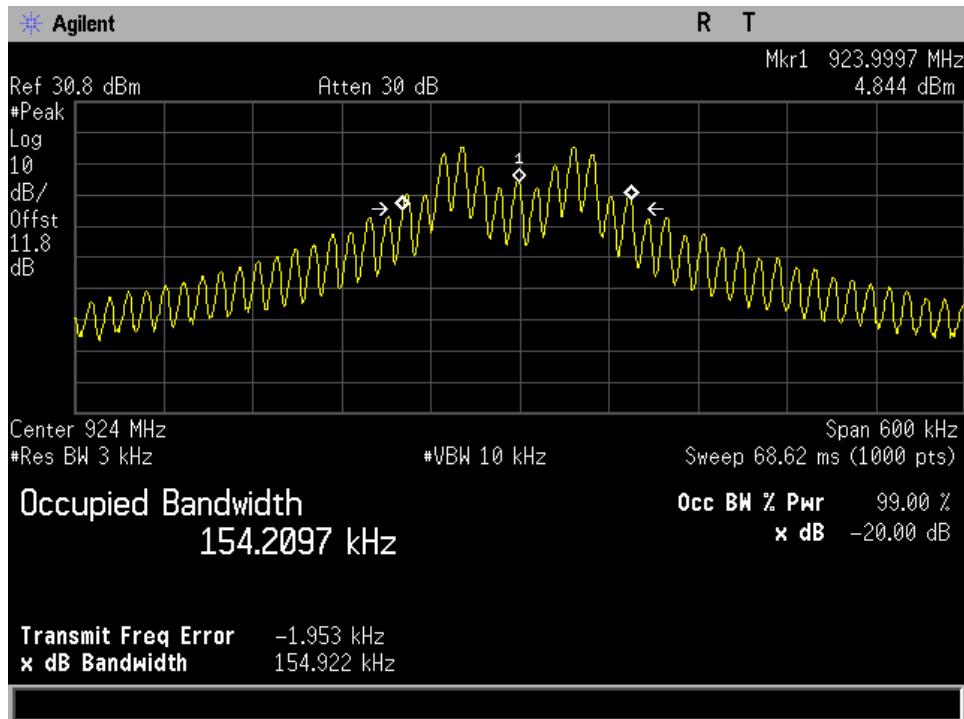 Agilent R T
Mkr1 923.9997 MHz
Ref 30.8 dBm Atten 30 dB 4.844 dBm
#Peak
Log
10
dB/
Offst
11.8
dB
1
Center 924 MHz Span 600 kHz
#Res BW 3 kHz #VBW 10 kHz Sweep 68.62 ms (1000 pts)
Occupied Bandwidth
154.2097 kHz
Occ BW % Pwr 99.00 %
x dB -20.00 dB
Transmit Freq Error -1.953 kHz
x dB Bandwidth 154.922 kHz